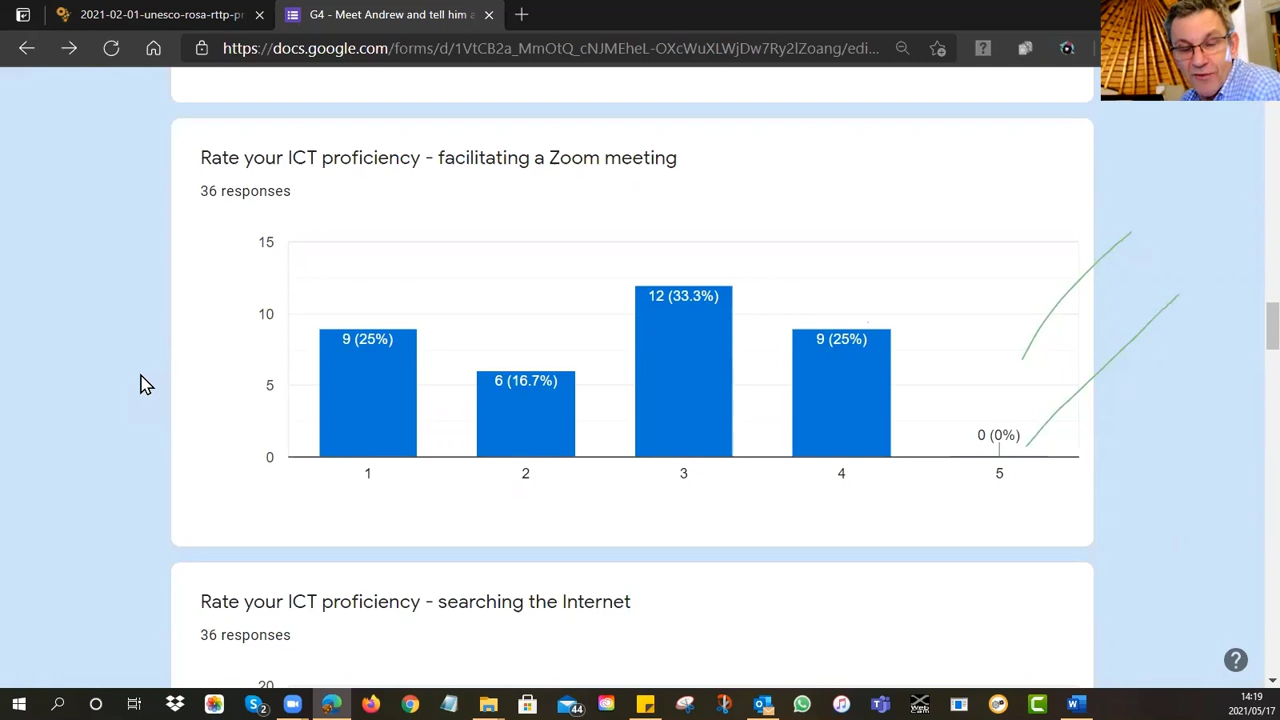 2021-02-01-unesco-rosa-rttp-pr
G4 - Meet Andrew and tell him a
https://docs.google.com/forms/d/1VtCB2a_MmOtQ_cNJMEheL-OXcWuXLWjDw7Ry2lZoang/edi...
Rate your ICT proficiency - facilitating a Zoom meeting
36 responses
15
10
5
0
9 (25%)
6 (16.7%)
12 (33.3%)
9 (25%)
0 (0%)
1 2 3 4 5
Rate your ICT proficiency - searching the Internet
36 responses
20
2
44
14:19
2021/05/17